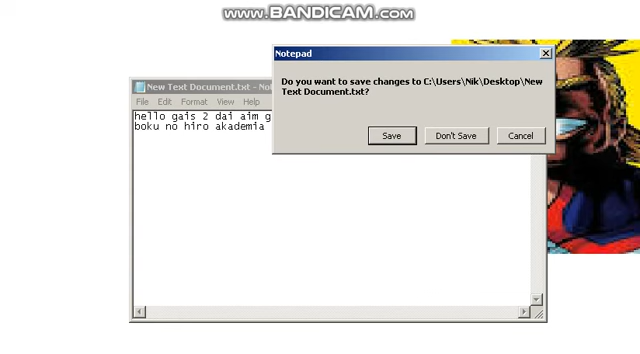 www.BANDICAM.com
Notepad
Do you want to save changes to C:\Users\Nik\Desktop\New
Text Document.txt?
Save Don't Save Cancel
New Text Document.txt - Not
File Edit Format View Help
hello gais 2 dai aim g
boku no hiro akademia